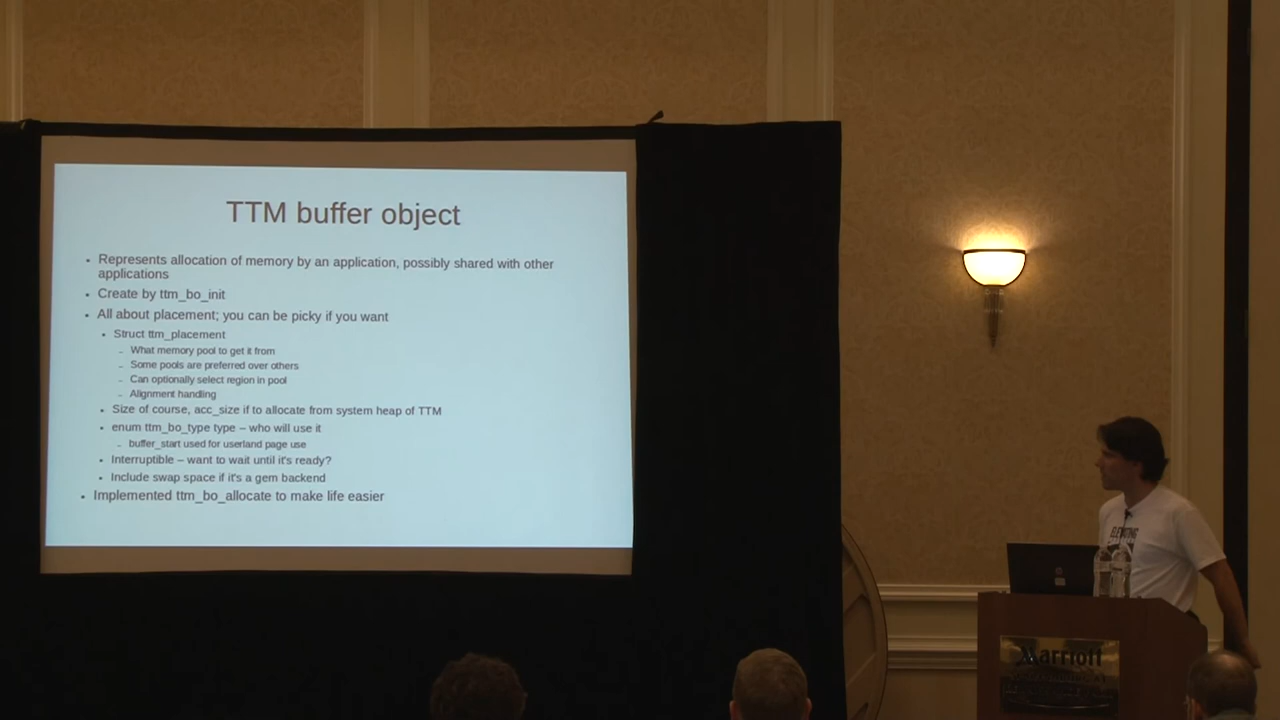 TTM buffer object
Represents allocation of memory by an application, possibly shared with other
applications
Create by ttm_bo_init
All about placement; you can be picky if you want
Struct ttm_placement
What memory pool to get it from
Some pools are preferred over others
Can optionally select region in pool
Alignment handling
Size of course, acc_size if to allocate from system heap of TTM
enum ttm_bo_type type – who will use it
buffer_start used for userland page use
Interruptible – want to wait until it's ready?
Include swap space if it's a gem backend
Implemented ttm_bo_allocate to make life easier
Marriott